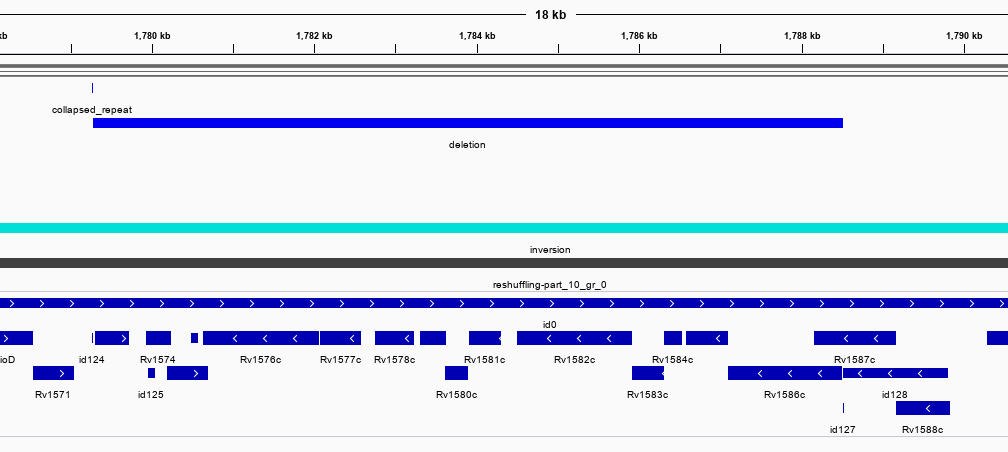 18 kb
kb 1,780 kb 1,782 kb 1,784 kb 1,786 kb 1,788 kb 1,790 kb
collapsed_repeat
deletion
inversion
reshuffling-part_10_gr_0
id0
ioD id124 Rv1574 Rv1576c Rv1577c Rv1578c Rv1581c Rv1582c Rv1584c Rv1587c
Rv1571 id125 Rv1580c Rv1583c Rv1586c id128
id127 Rv1588c